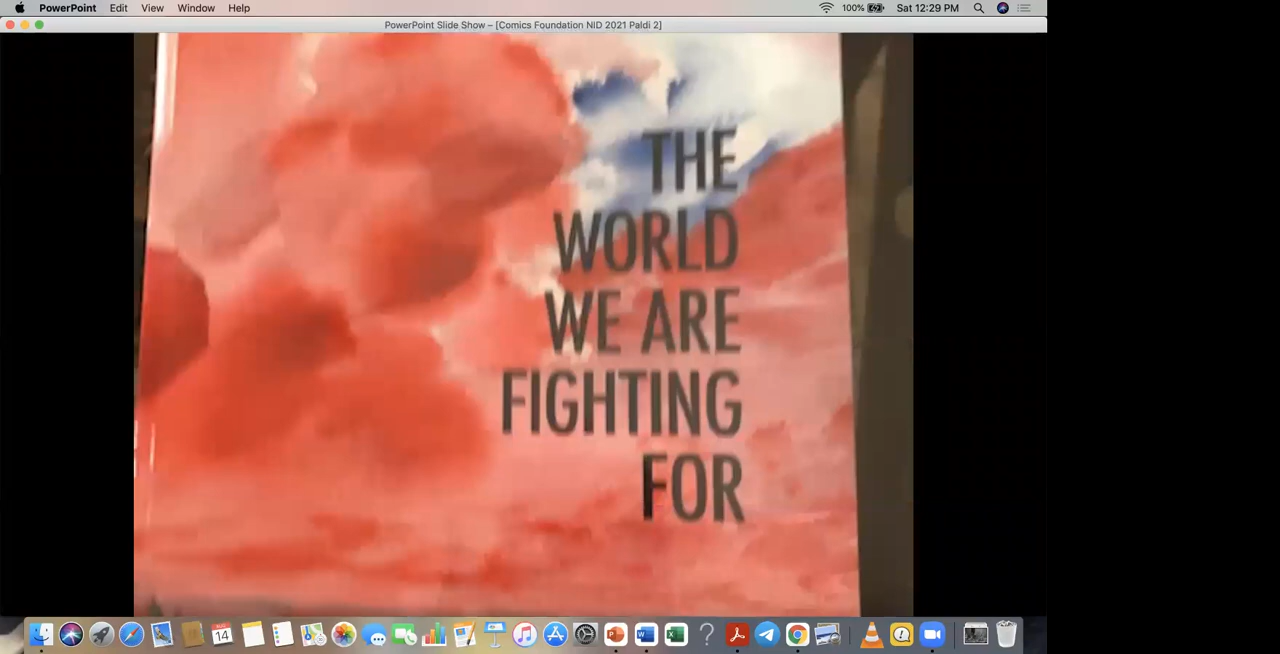 PowerPoint Edit View Window Help 100% Sat 12:29 PM
PowerPoint Slide Show – [Comics Foundation NID 2021 Paldi 2]
THE
WORLD
WE ARE
FIGHTING
FOR
14